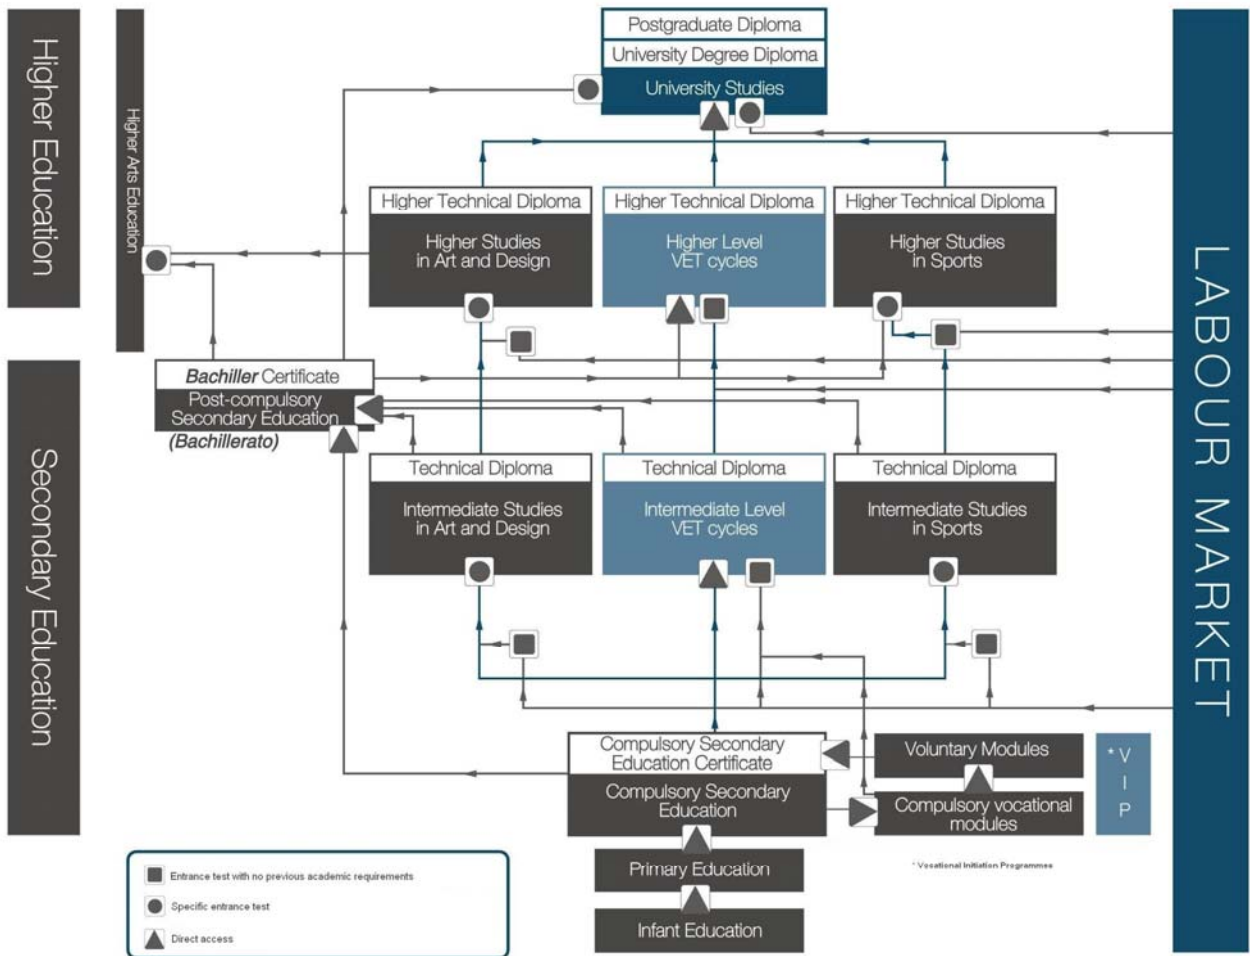 Higher Education
Higher Arts Education
Postgraduate Diploma
University Degree Diploma
University Studies
Higher Technical Diploma
Higher Studies
in Art and Design
Higher Technical Diploma
Higher Level
VET cycles
Higher Technical Diploma
Higher Studies
in Sports
LABOUR MARKET
Secondary Education
Bachiller Certificate
Post-compulsory
Secondary Education
(Bachillerato)
Technical Diploma
Intermediate Studies
in Art and Design
Technical Diploma
Intermediate Level
VET cycles
Technical Diploma
Intermediate Studies
in Sports
Compulsory Secondary
Education Certificate
Compulsory Secondary
Education
Voluntary Modules
Compulsory vocational
modules
* V
I
P
Primary Education
Infant Education
* Vocational Initiation Programmes
Entrance test with no previous academic requirements
Specific entrance test
Direct access